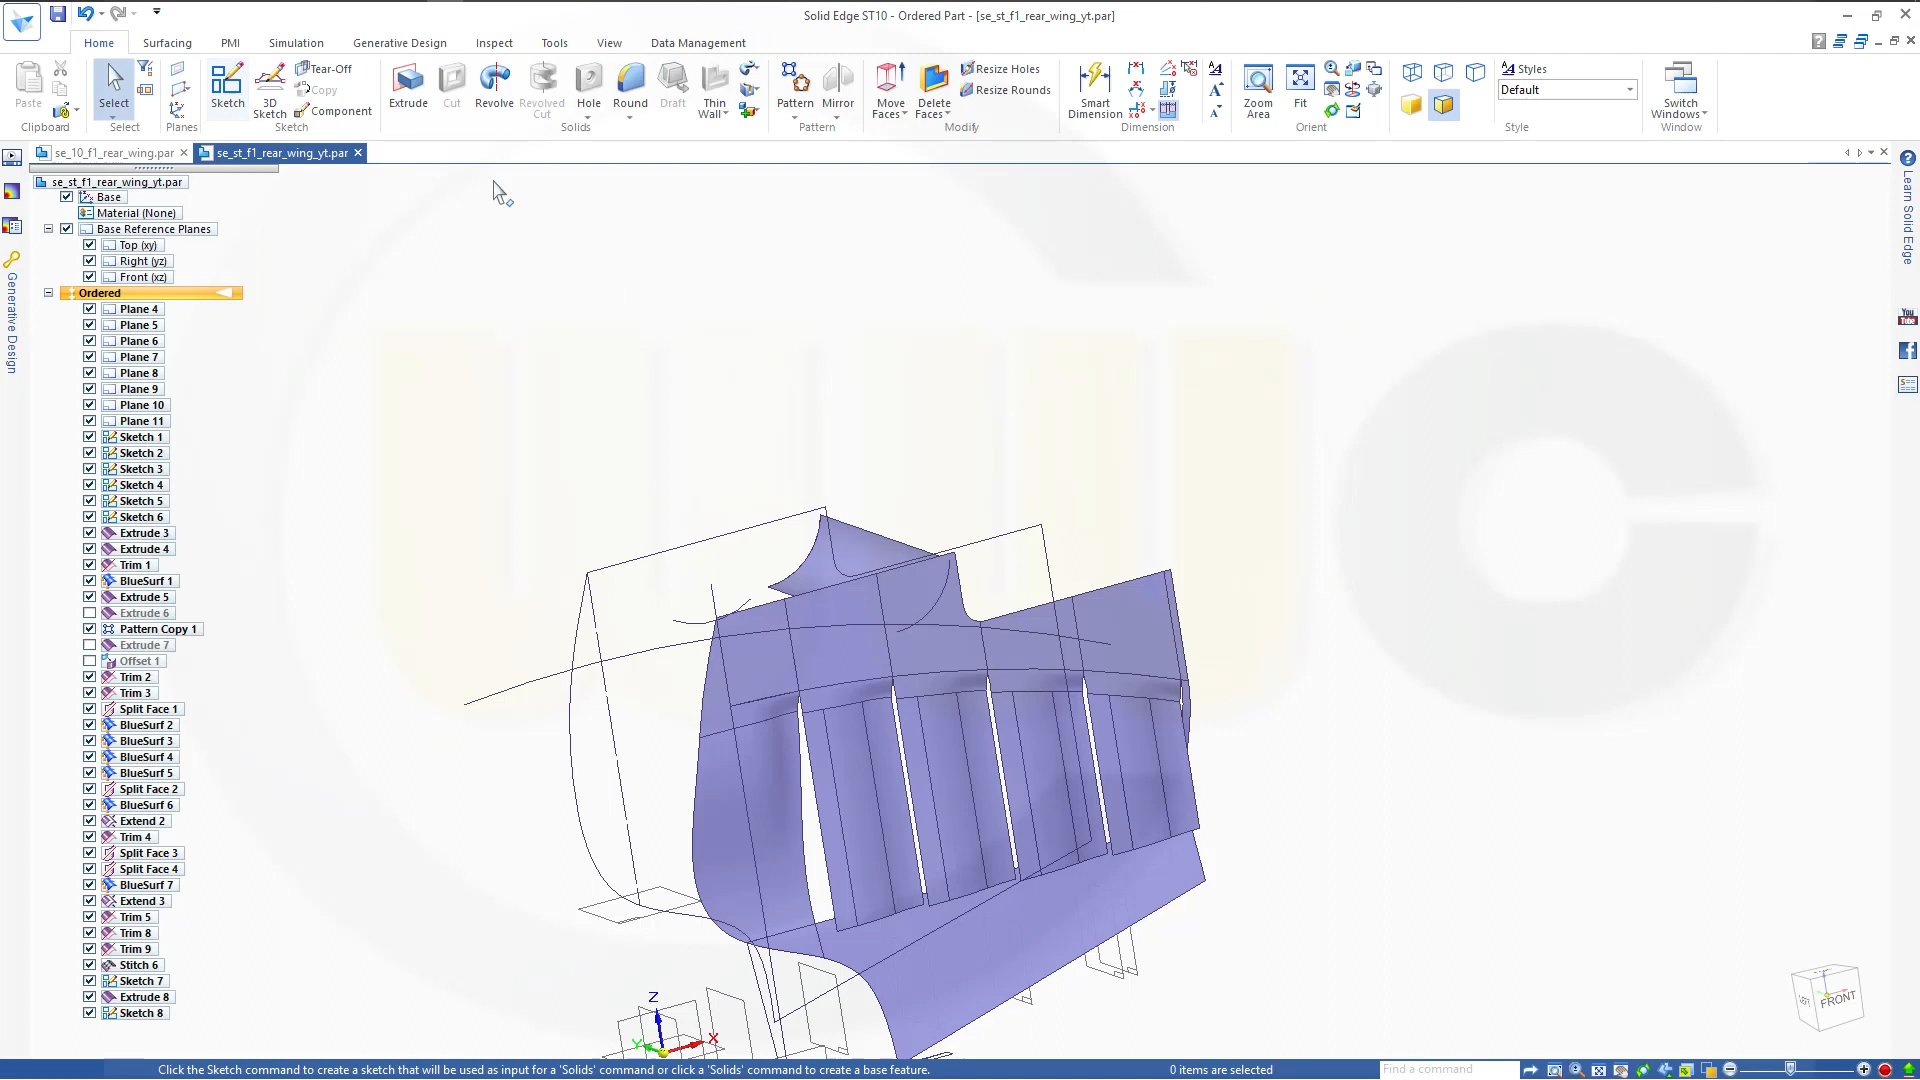 Solid Edge ST10 - Ordered Part - [se_st_f1_rear_wing_yt.par]
Home Surfacing PMI Simulation Generative Design Inspect Tools View Data Management
Paste Select Sketch 3D Sketch Tear-Off Copy Component Extrude Cut Revolve Revolved Cut Hole Round Draft Thin Wall Pattern Mirror Move Faces Delete Faces Resize Holes Resize Rounds Smart Dimension Zoom Area Fit Styles Default Switch Windows
Clipboard Select Planes Sketch Solids Pattern Modify Dimension Orient Style Window
se_10_f1_rear_wing.par se_st_f1_rear_wing_yt.par
se_st_f1_rear_wing_yt.par
Base
Material (None)
Base Reference Planes
Top (xy)
Right (yz)
Front (xz)
Ordered
Plane 4
Plane 5
Plane 6
Plane 7
Plane 8
Plane 9
Plane 10
Plane 11
Sketch 1
Sketch 2
Sketch 3
Sketch 4
Sketch 5
Sketch 6
Extrude 3
Extrude 4
Trim 1
BlueSurf 1
Extrude 5
Extrude 6
Pattern Copy 1
Extrude 7
Offset 1
Trim 2
Trim 3
Split Face 1
BlueSurf 2
BlueSurf 3
BlueSurf 4
BlueSurf 5
Split Face 2
BlueSurf 6
Extend 2
Trim 4
Split Face 3
Split Face 4
BlueSurf 7
Extend 3
Trim 5
Trim 8
Trim 9
Stitch 6
Sketch 7
Extrude 8
Sketch 8
Generative Design
Learn Solid Edge
You Tube
Z
Y
X
FRONT
Click the Sketch command to create a sketch that will be used as input for a 'Solids' command or click a 'Solids' command to create a base feature.
0 items are selected
Find a command